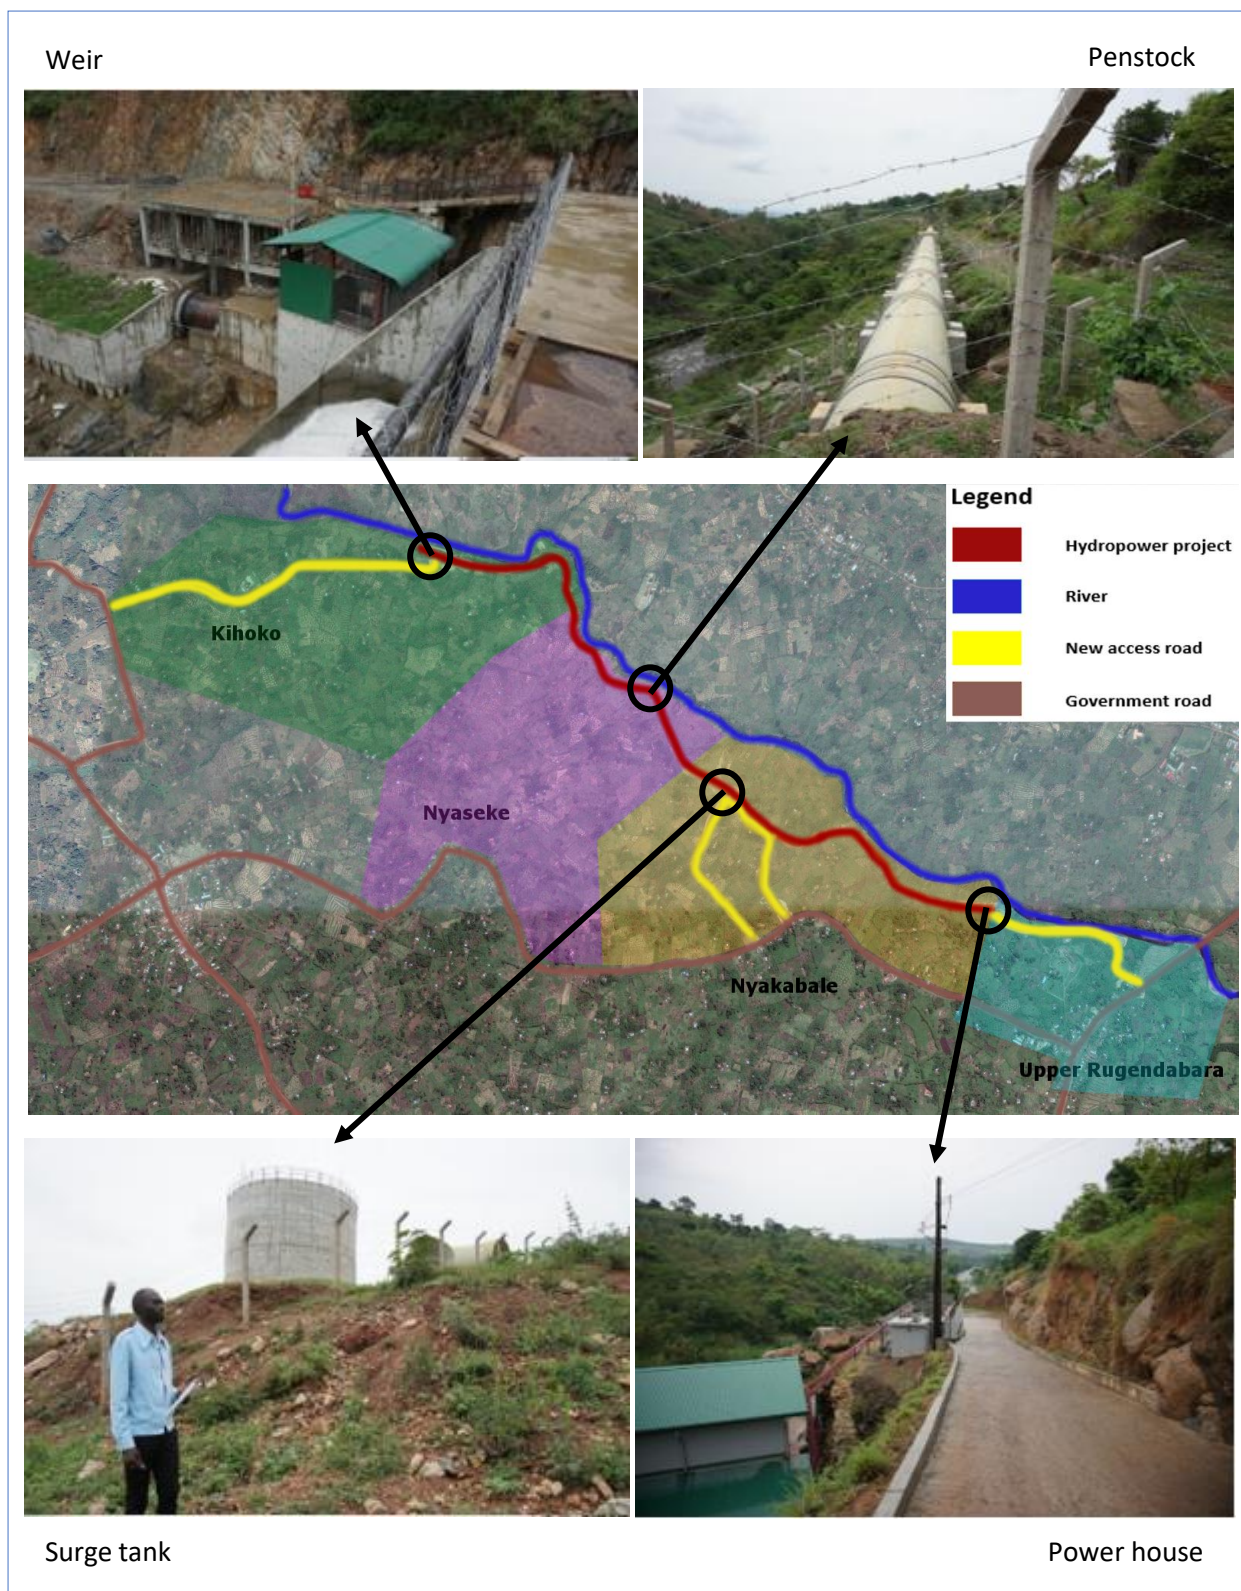 Weir
Penstock
Legend
Hydropower project
River
New access road
Government road
Kihoko
Nyaseke
Nyakabale
Upper Rugendabara
Surge tank
Power house